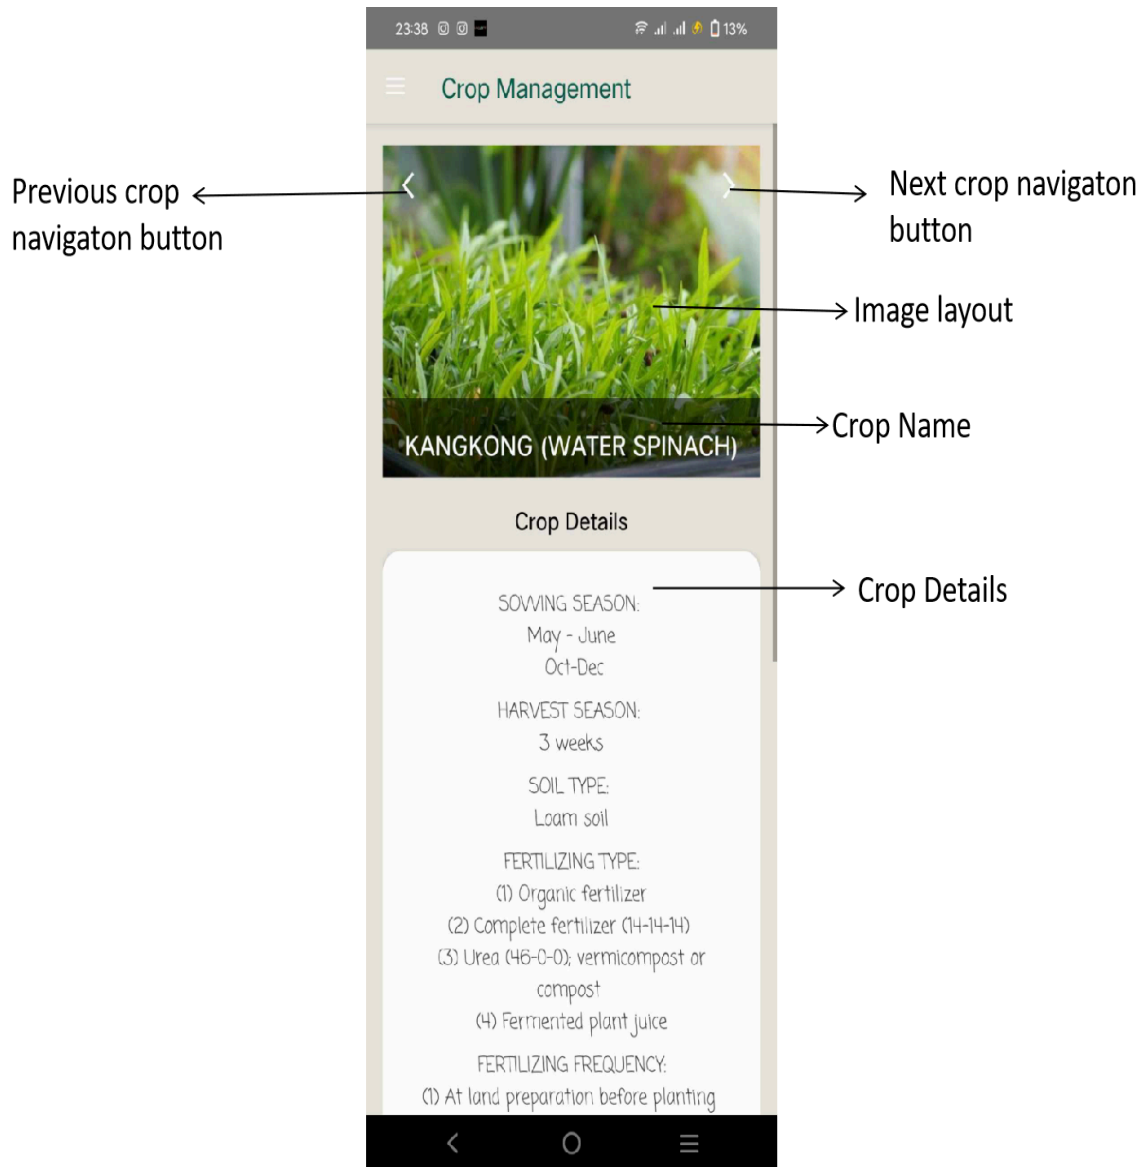 23:38
13%
Crop Management
Previous crop
navigaton button
Next crop navigaton
button
Image layout
Crop Name
KANGKONG (WATER SPINACH)
Crop Details
Crop Details
SOWING SEASON:
May - June
Oct-Dec
HARVEST SEASON:
3 weeks
SOIL TYPE:
Loam soil
FERTILIZING TYPE:
(1) Organic fertilizer
(2) Complete fertilizer (14-14-14)
(3) Urea (46-0-0); vermicompost or
compost
(4) Fermented plant juice
FERTILIZING FREQUENCY:
(1) At land preparation before planting